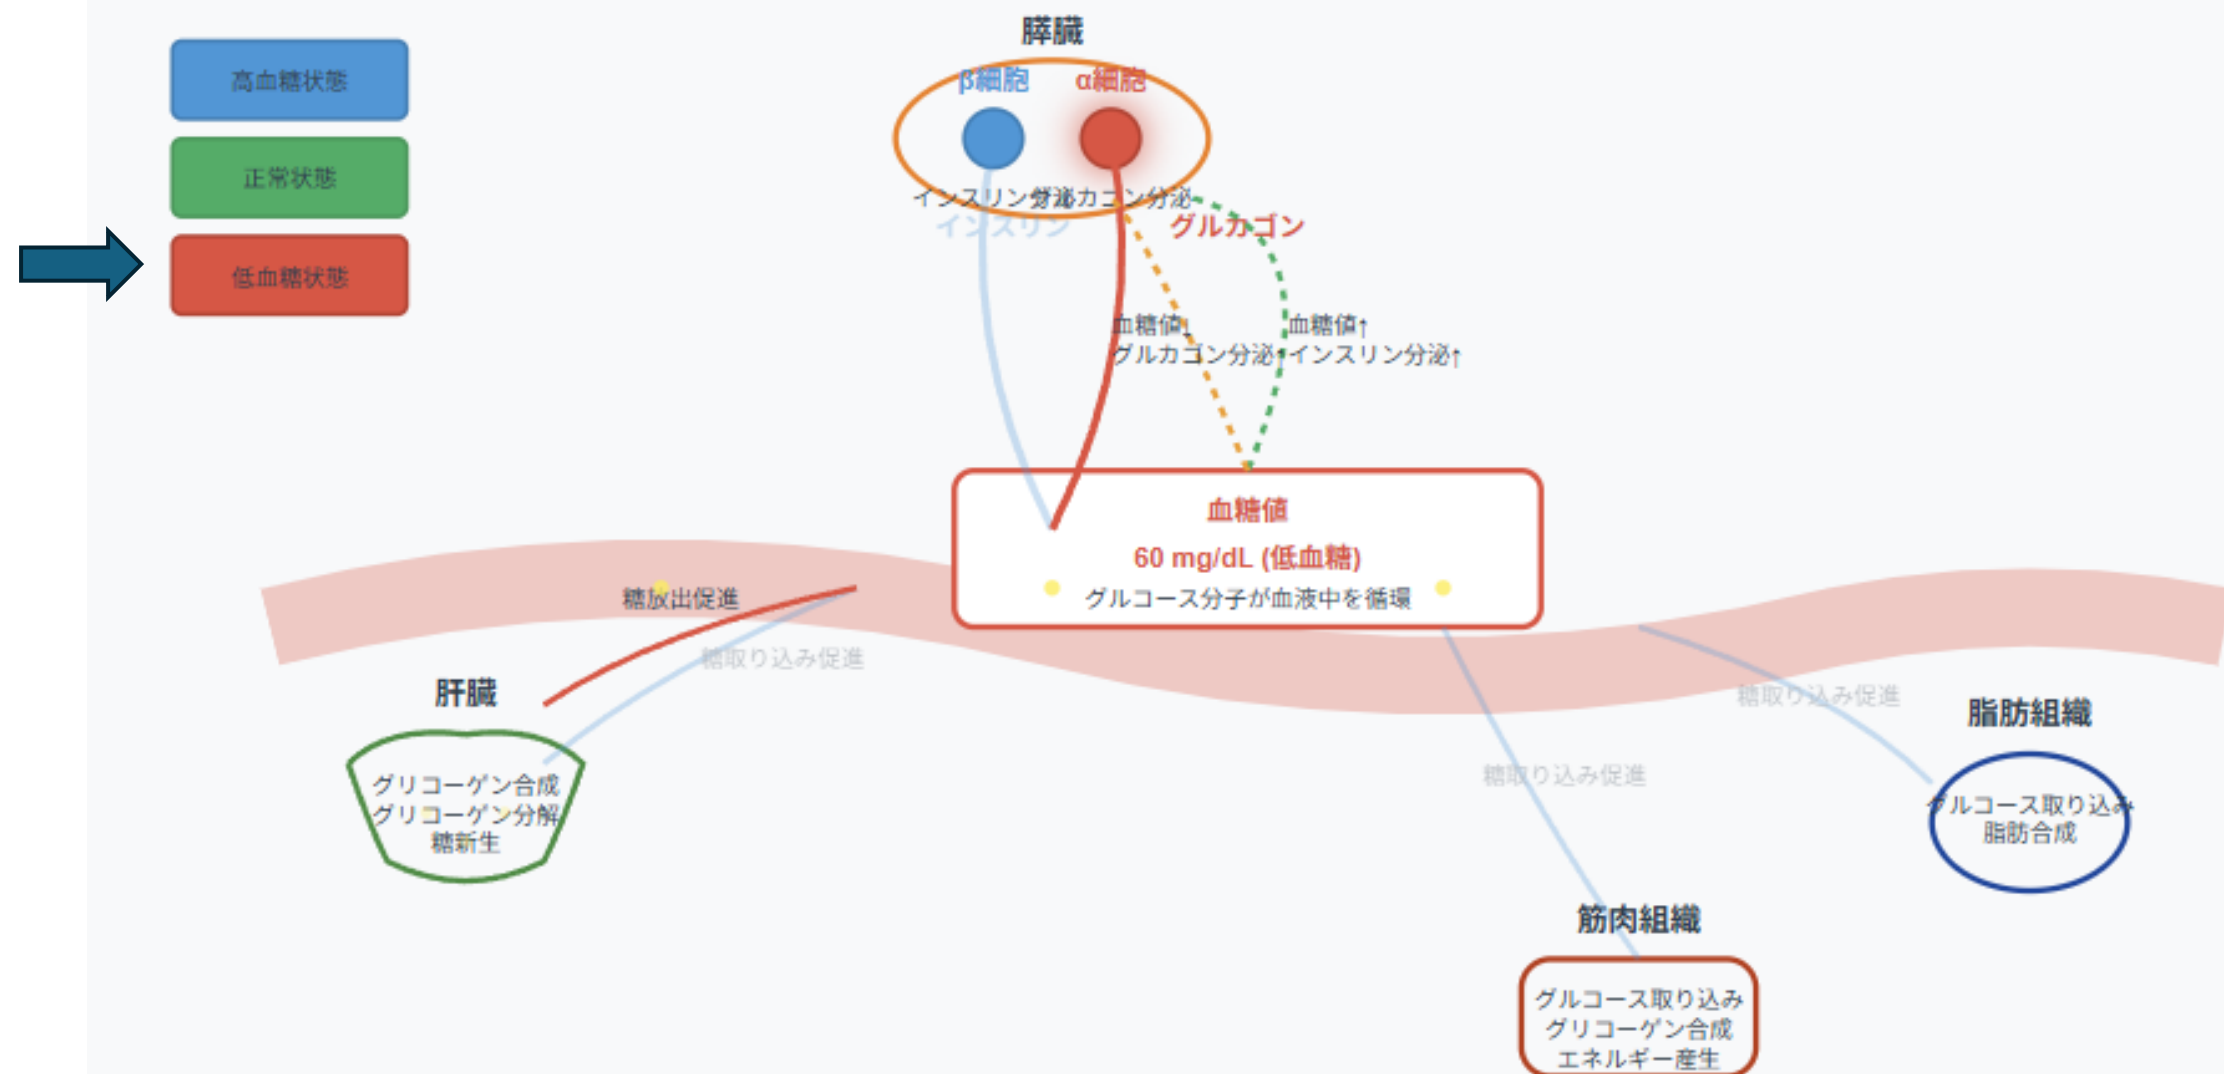 高血糖状態
正常状態
低血糖状態
膵臓
β細胞
α細胞
インスリン分泌
グルカゴン分泌
インスリン
グルカゴン
血糖値↓
グルカゴン分泌↑
血糖値↑
インスリン分泌↑
血糖値
60 mg/dL (低血糖)
グルコース分子が血液中を循環
糖放出促進
糖取り込み促進
肝臓
グリコーゲン合成
グリコーゲン分解
糖新生
糖取り込み促進
糖取り込み促進
脂肪組織
グルコース取り込み
脂肪合成
筋肉組織
グルコース取り込み
グリコーゲン合成
エネルギー産生